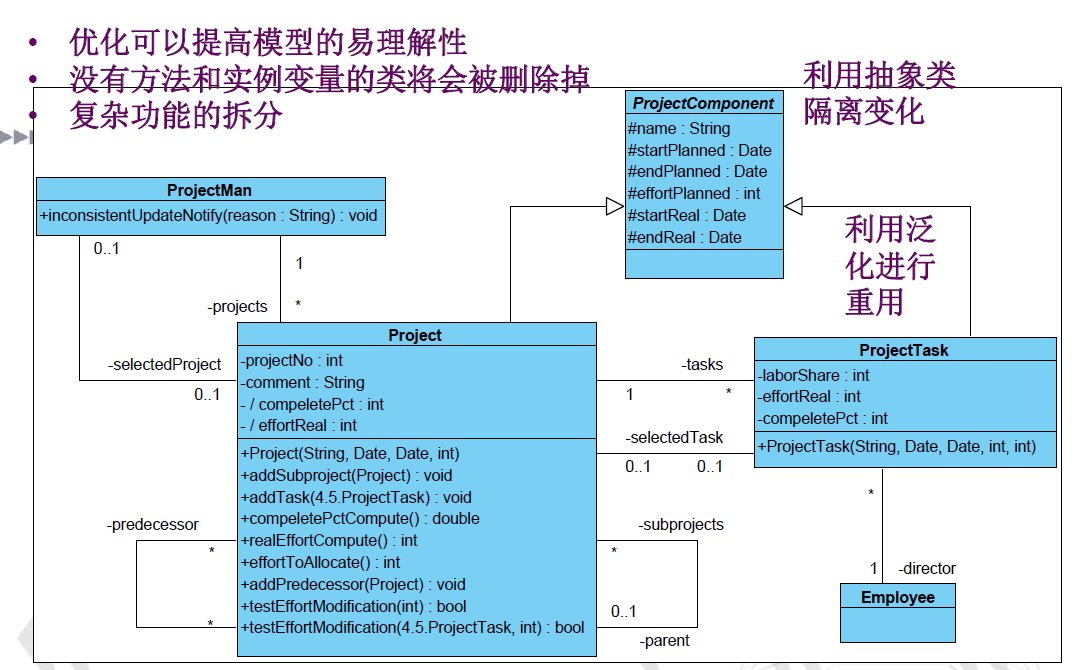 • 优化可以提高模型的易理解性
• 没有方法和实例变量的类将会被删除掉
• 复杂功能的拆分
利用抽象类
隔离变化
ProjectComponent
#name : String
#startPlanned : Date
#endPlanned : Date
#effortPlanned : int
#startReal : Date
#endReal : Date
ProjectMan
+inconsistentUpdateNotify(reason : String) : void
利用泛
化进行
重用
0..1
1
-projects
*
Project
-projectNo : int
-comment : String
- / compeletePct : int
- / effortReal : int
+Project(String, Date, Date, int)
+addSubproject(Project) : void
+addTask(4.5.ProjectTask) : void
+compeletePctCompute() : double
+realEffortCompute() : int
+effortToAllocate() : int
+addPredecessor(Project) : void
+testEffortModification(int) : bool
+testEffortModification(4.5.ProjectTask, int) : bool
-selectedProject
0..1
-tasks
1
*
-selectedTask
0..1
0..1
ProjectTask
-laborShare : int
-effortReal : int
-compeletePct : int
+ProjectTask(String, Date, Date, int, int)
-predecessor
*
*
-subprojects
*
0..1
-parent
*
1
-director
Employee